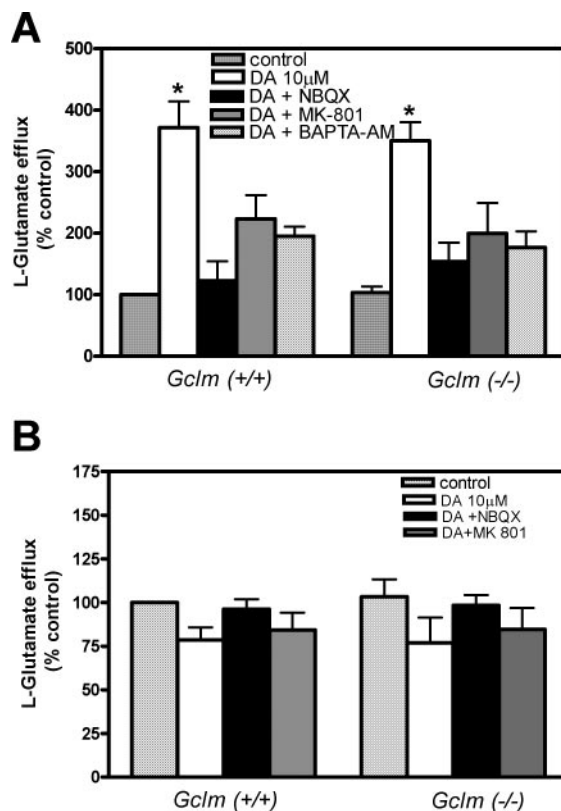 A
500
400
300
200
100
0
L-Glutamate efflux
(% control)
control
DA 10µM
DA + NBQX
DA + MK-801
DA + BAPTA-AM
*
*
Gclm (+/+)
Gclm (-/-)
B
175
150
125
100
75
50
25
0
L-Glutamate efflux
(% control)
control
DA 10µM
DA +NBQX
DA+MK 801
Gclm (+/+)
Gclm (-/-)